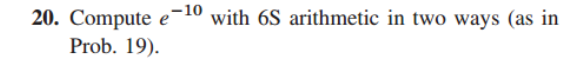 20. Compute e⁻¹⁰ with 6S arithmetic in two ways (as in
Prob. 19).